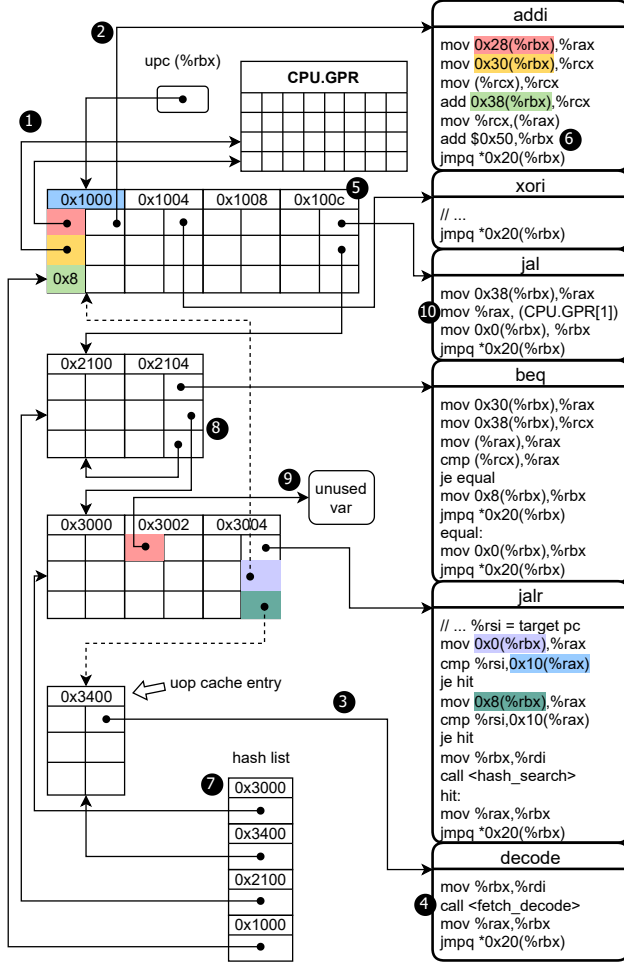 2
upc (%rbx)
CPU.GPR
1
5
0x1000 0x1004 0x1008 0x100c
0x8
0x2100 0x2104
8
9
unused
var
0x3000 0x3002 0x3004
0x3400
uop cache entry
3
hash list
7
0x3000
0x3400
0x2100
0x1000
addi
mov 0x28(%rbx),%rax
mov 0x30(%rbx),%rcx
mov (%rcx),%rcx
add 0x38(%rbx),%rcx
mov %rcx,(%rax)
add $0x50,%rbx 6
jmpq *0x20(%rbx)
xori
// ...
jmpq *0x20(%rbx)
jal
mov 0x38(%rbx),%rax
10 mov %rax, (CPU.GPR[1])
mov 0x0(%rbx), %rbx
jmpq *0x20(%rbx)
beq
mov 0x30(%rbx),%rax
mov 0x38(%rbx),%rcx
mov (%rax),%rax
cmp (%rcx),%rax
je equal
mov 0x8(%rbx),%rbx
jmpq *0x20(%rbx)
equal:
mov 0x0(%rbx),%rbx
jmpq *0x20(%rbx)
jalr
// ... %rsi = target pc
mov 0x0(%rbx),%rax
cmp %rsi,0x10(%rax)
je hit
mov 0x8(%rbx),%rax
cmp %rsi,0x10(%rax)
je hit
mov %rbx,%rdi
call <hash_search>
hit:
mov %rax,%rbx
jmpq *0x20(%rbx)
decode
mov %rbx,%rdi
4 call <fetch_decode>
mov %rax,%rbx
jmpq *0x20(%rbx)